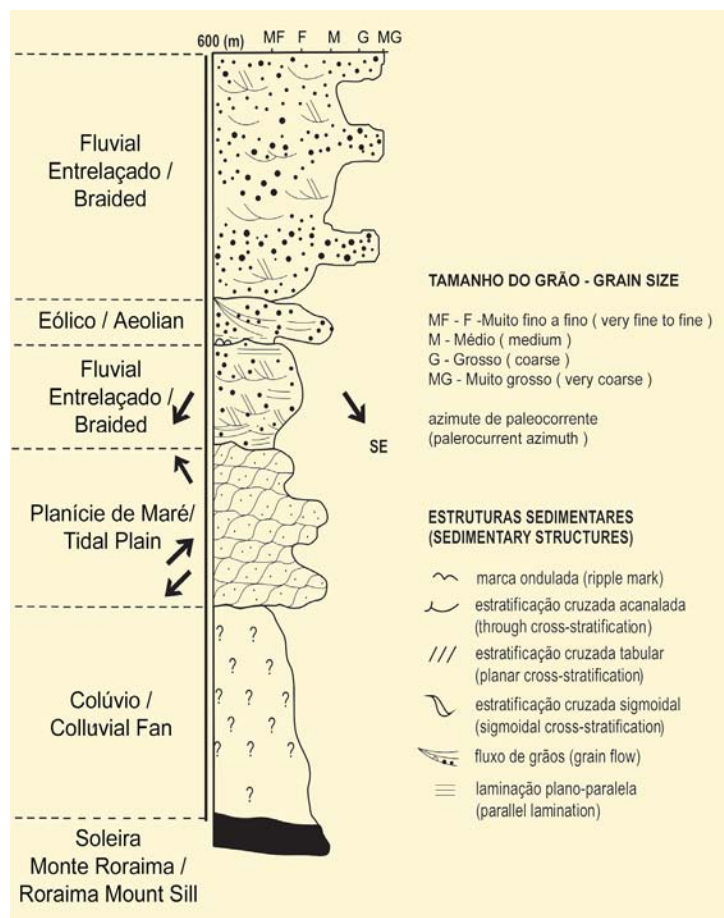 600 (m) MF F M G MG
Fluvial
Entrelaçado /
Braided
Eólico / Aeolian
Fluvial
Entrelaçado /
Braided
Planície de Maré/
Tidal Plain
Colúvio /
Colluvial Fan
Soleira
Monte Roraima /
Roraima Mount Sill
? ?
? ?
? ? ?
? ?
? ?
?
SE
TAMANHO DO GRÃO - GRAIN SIZE
MF - F -Muito fino a fino ( very fine to fine )
M - Médio ( medium )
G - Grosso ( coarse )
MG - Muito grosso ( very coarse )
azimute de paleocorrente
(palerocurrent azimuth )
ESTRUTURAS SEDIMENTARES
(SEDIMENTARY STRUCTURES)
marca ondulada (ripple mark)
estratificação cruzada acanalada
(through cross-stratification)
estratificação cruzada tabular
(planar cross-stratification)
estratificação cruzada sigmoidal
(sigmoidal cross-stratification)
fluxo de grãos (grain flow)
laminação plano-paralela
(parallel lamination)